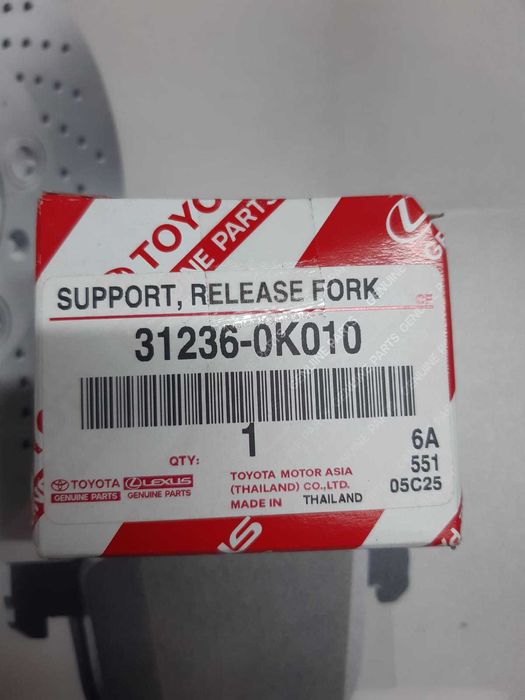 TOYO
GENUINE PARTS
SUPPORT, RELEASE FORK
31236-0K010
1
QTY:
6A
551
05C25
TOYOTA
GENUINE PARTS
LEXUS
GENUINE PARTS
TOYOTA MOTOR ASIA
(THAILAND) CO.,LTD.
MADE IN THAILAND